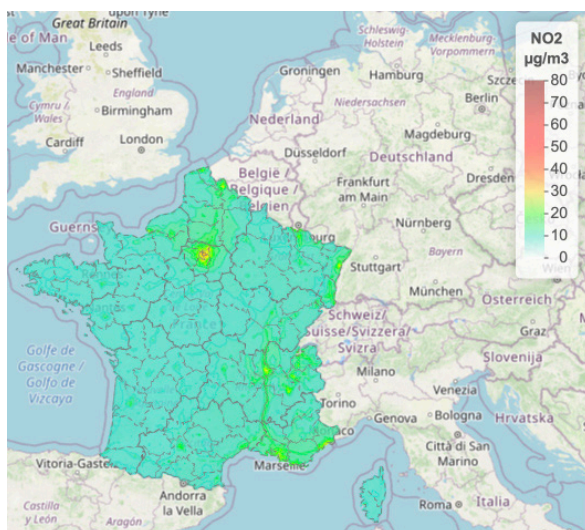 Great Britain
Leeds
e of Man
Manchester
Sheffield
England
Cymru /
Wales
Birmingham
Cardiff
London
Groningen
Nederland
Schleswig-
Holstein
Mecklenburg-
Vorpommern
Hamburg
Niedersachsen
Berlin
Magdeburg
Düsseldorf
Deutschland
Dresden
België /
Belgique
Frankfurt
am Main
Nürnberg
Bayern
Stuttgart
München
Österreich
Graz
Wien
Schweiz/
Suisse/Svizzera/
Svizra
Slovenija
Milano
Torino
Venezia
Genova
Bologna
Hrvatska
Città di San
Marino
Italia
Roma
Marseille
Guerns
Golfe de
Gascogne /
Golfo de
Vizcaya
Vitoria-Gaste
Andorra
la Vella
Castilla
y León
Aragón
NO2
µg/m3
80
70
60
50
40
30
20
10
0